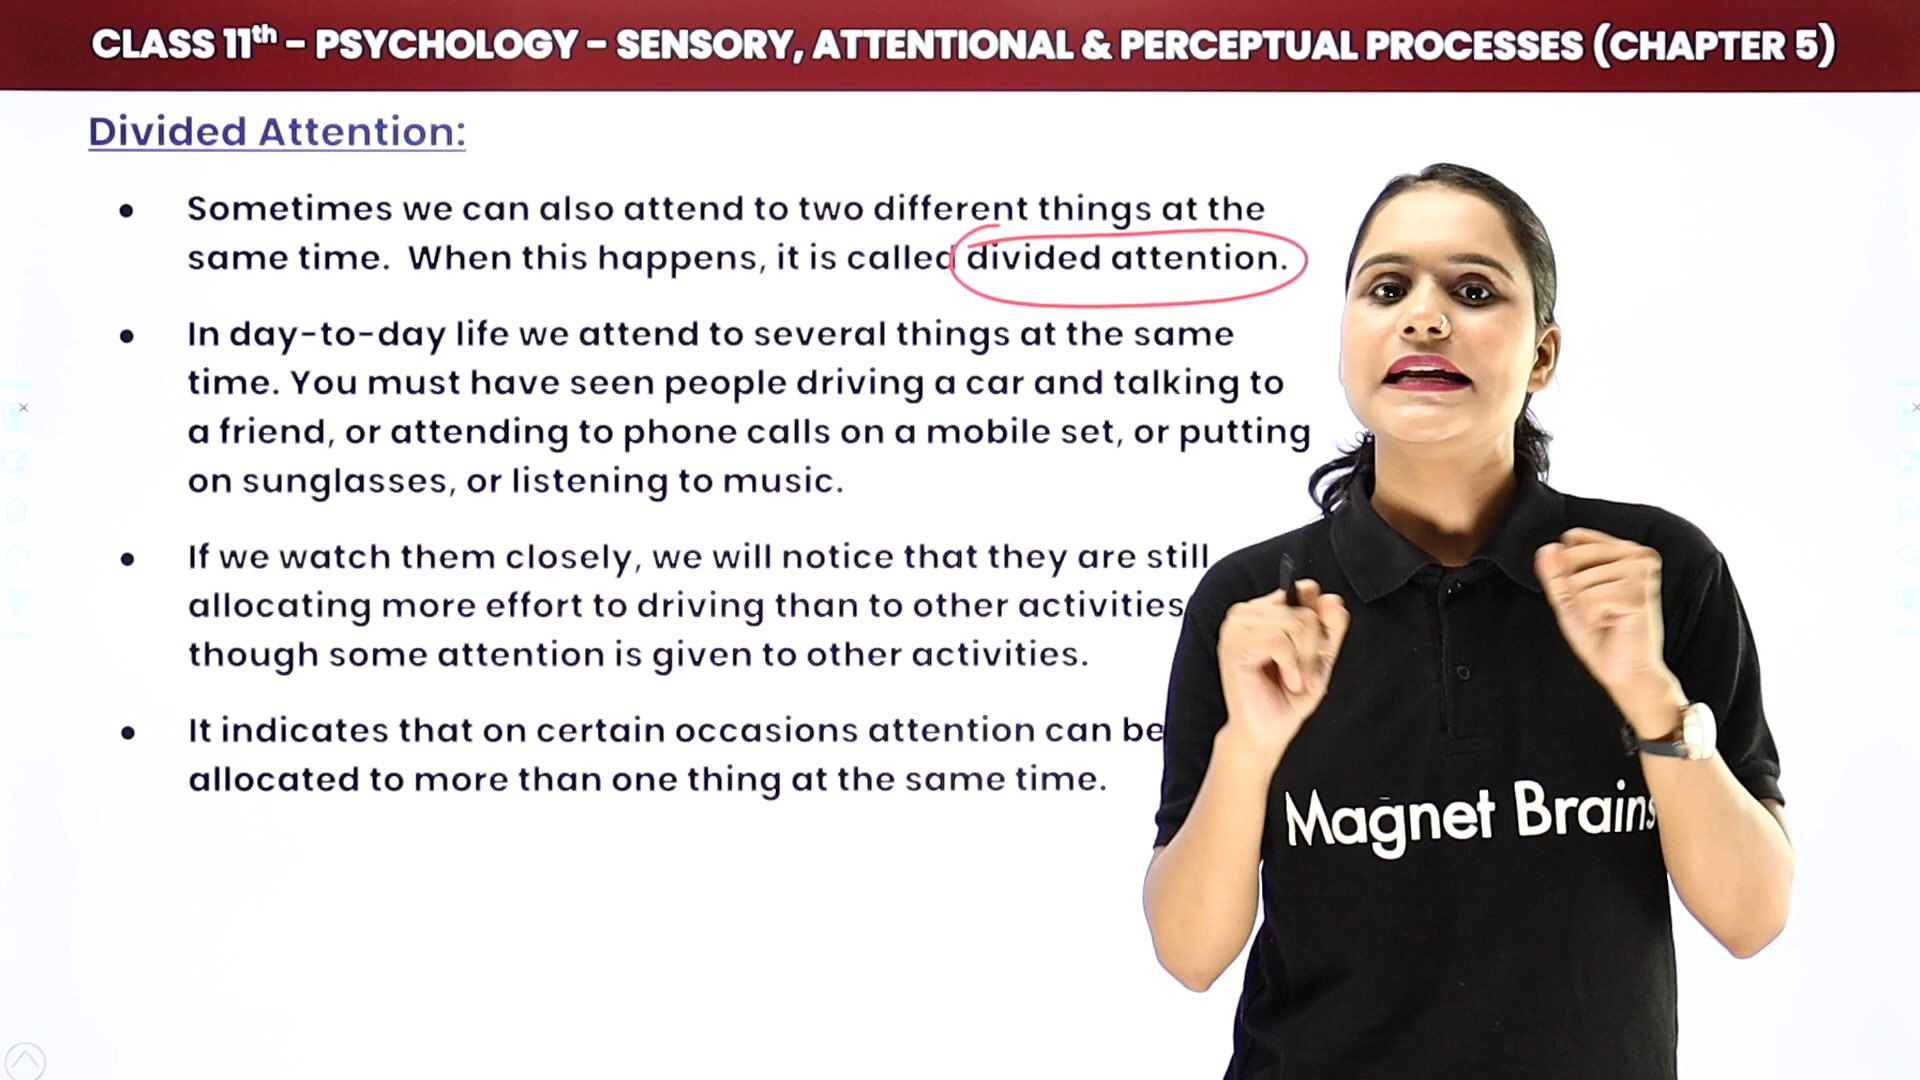 CLASS 11th – PSYCHOLOGY – SENSORY, ATTENTIONAL & PERCEPTUAL PROCESSES (CHAPTER 5)
Divided Attention:
• Sometimes we can also attend to two different things at the
same time. When this happens, it is called divided attention.
• In day-to-day life we attend to several things at the same
time. You must have seen people driving a car and talking to
a friend, or attending to phone calls on a mobile set, or putting
on sunglasses, or listening to music.
• If we watch them closely, we will notice that they are still
allocating more effort to driving than to other activities
though some attention is given to other activities.
• It indicates that on certain occasions attention can be
allocated to more than one thing at the same time.
Magnet Brains